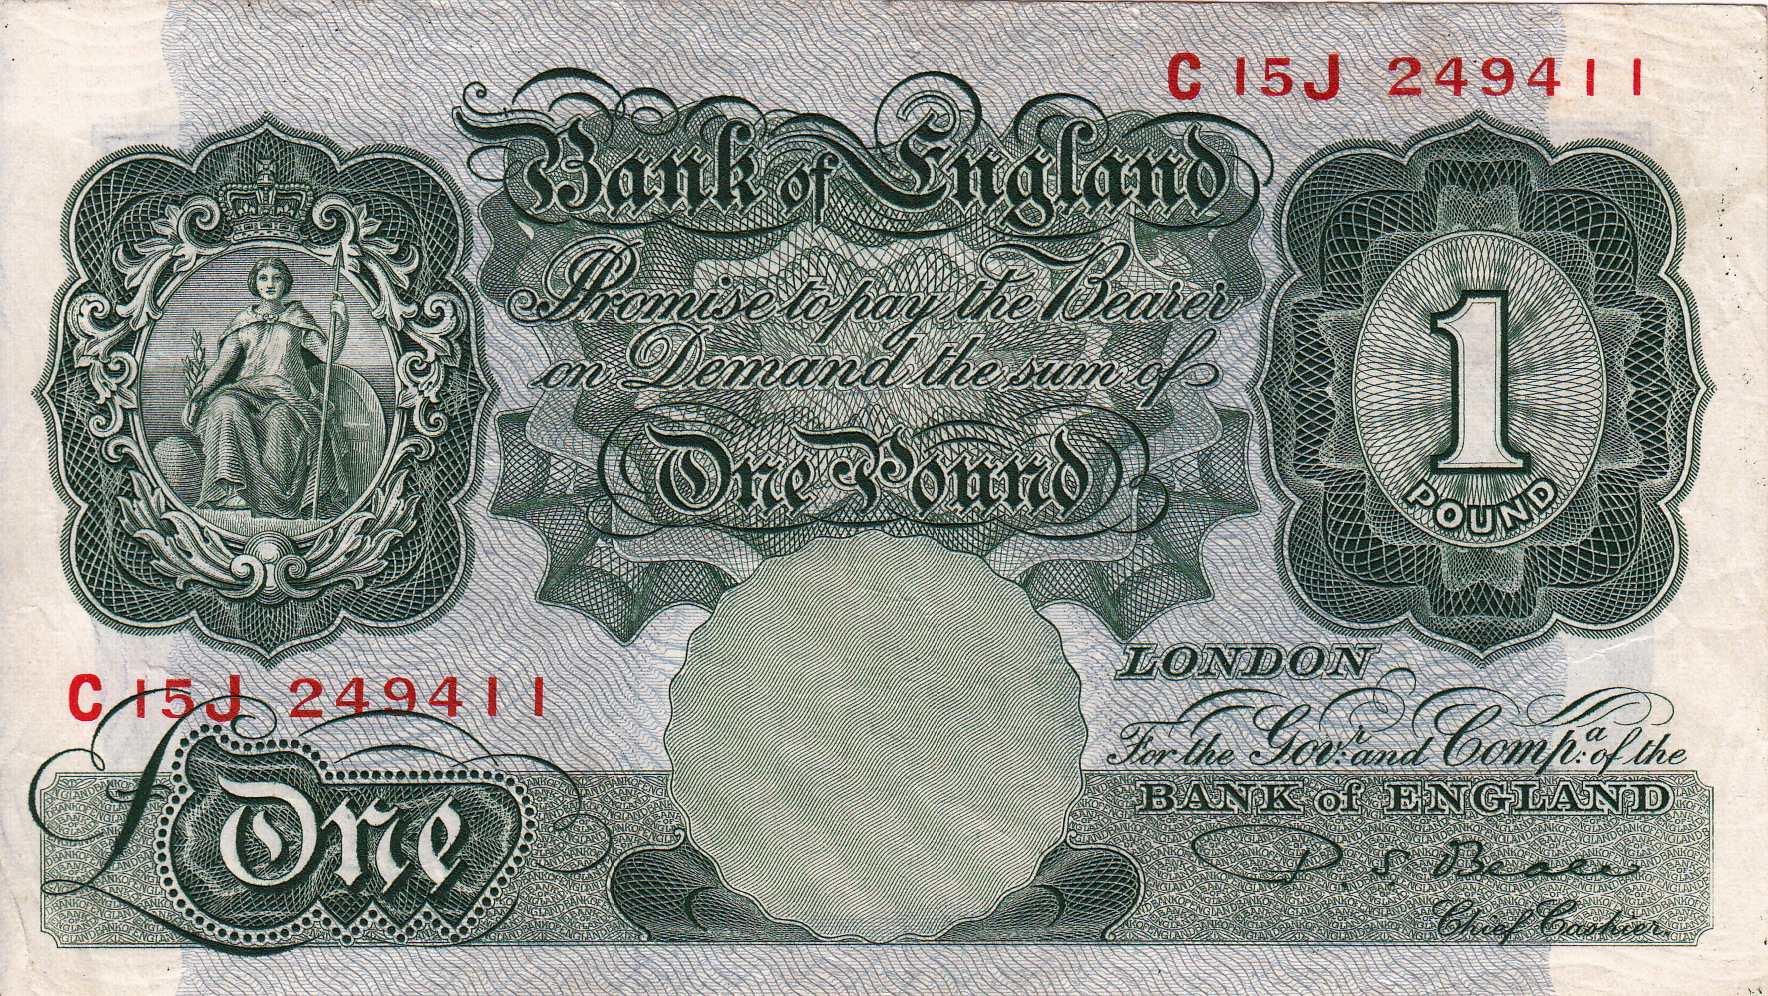 C 15J 249411
Bank of England
Promise to pay the Bearer
on Demand the sum of
One Pound
1
POUND
C 15J 249411
£One
LONDON
For the Govr. and Compa. of the
BANK of ENGLAND
P S Beale
Chief Cashier.